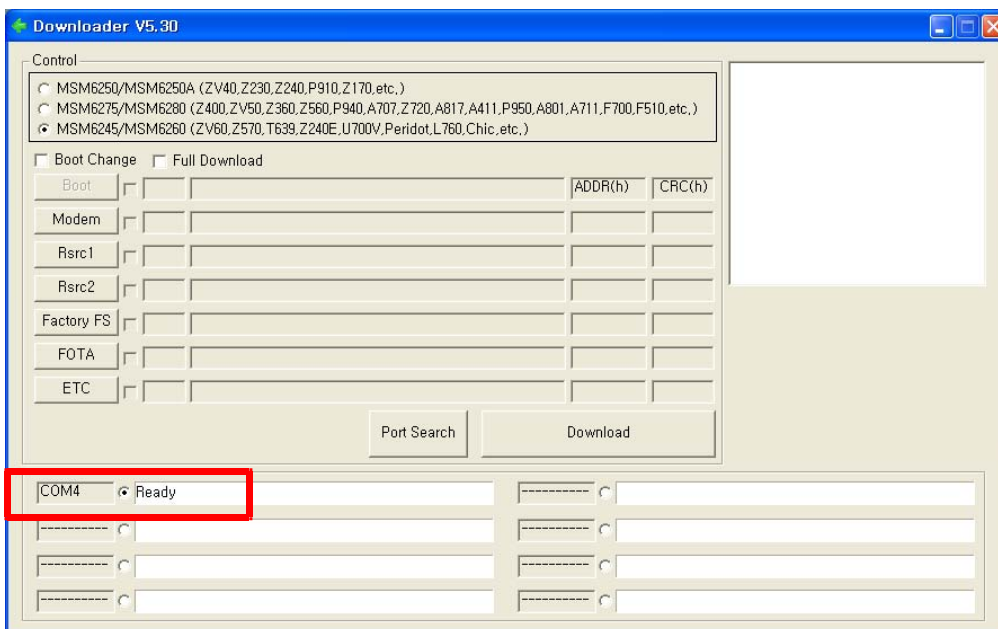 Downloader V5.30
Control
MSM6250/MSM6250A (ZV40,Z230,Z240,P910,Z170,etc.)
MSM6275/MSM6280 (Z400,ZV50,Z360,Z560,P940,A707,Z720,A817,A411,P950,A801,A711,F700,F510,etc.)
MSM6245/MSM6260 (ZV60,Z570,T639,Z240E,U700V,Peridot,L760,Chic,etc.)
Boot Change Full Download
Boot ADDR(h) CRC(h)
Modem
Rsrc1
Rsrc2
Factory FS
FOTA
ETC
Port Search Download
COM4 Ready ----------
---------- ----------
---------- ----------
---------- ----------